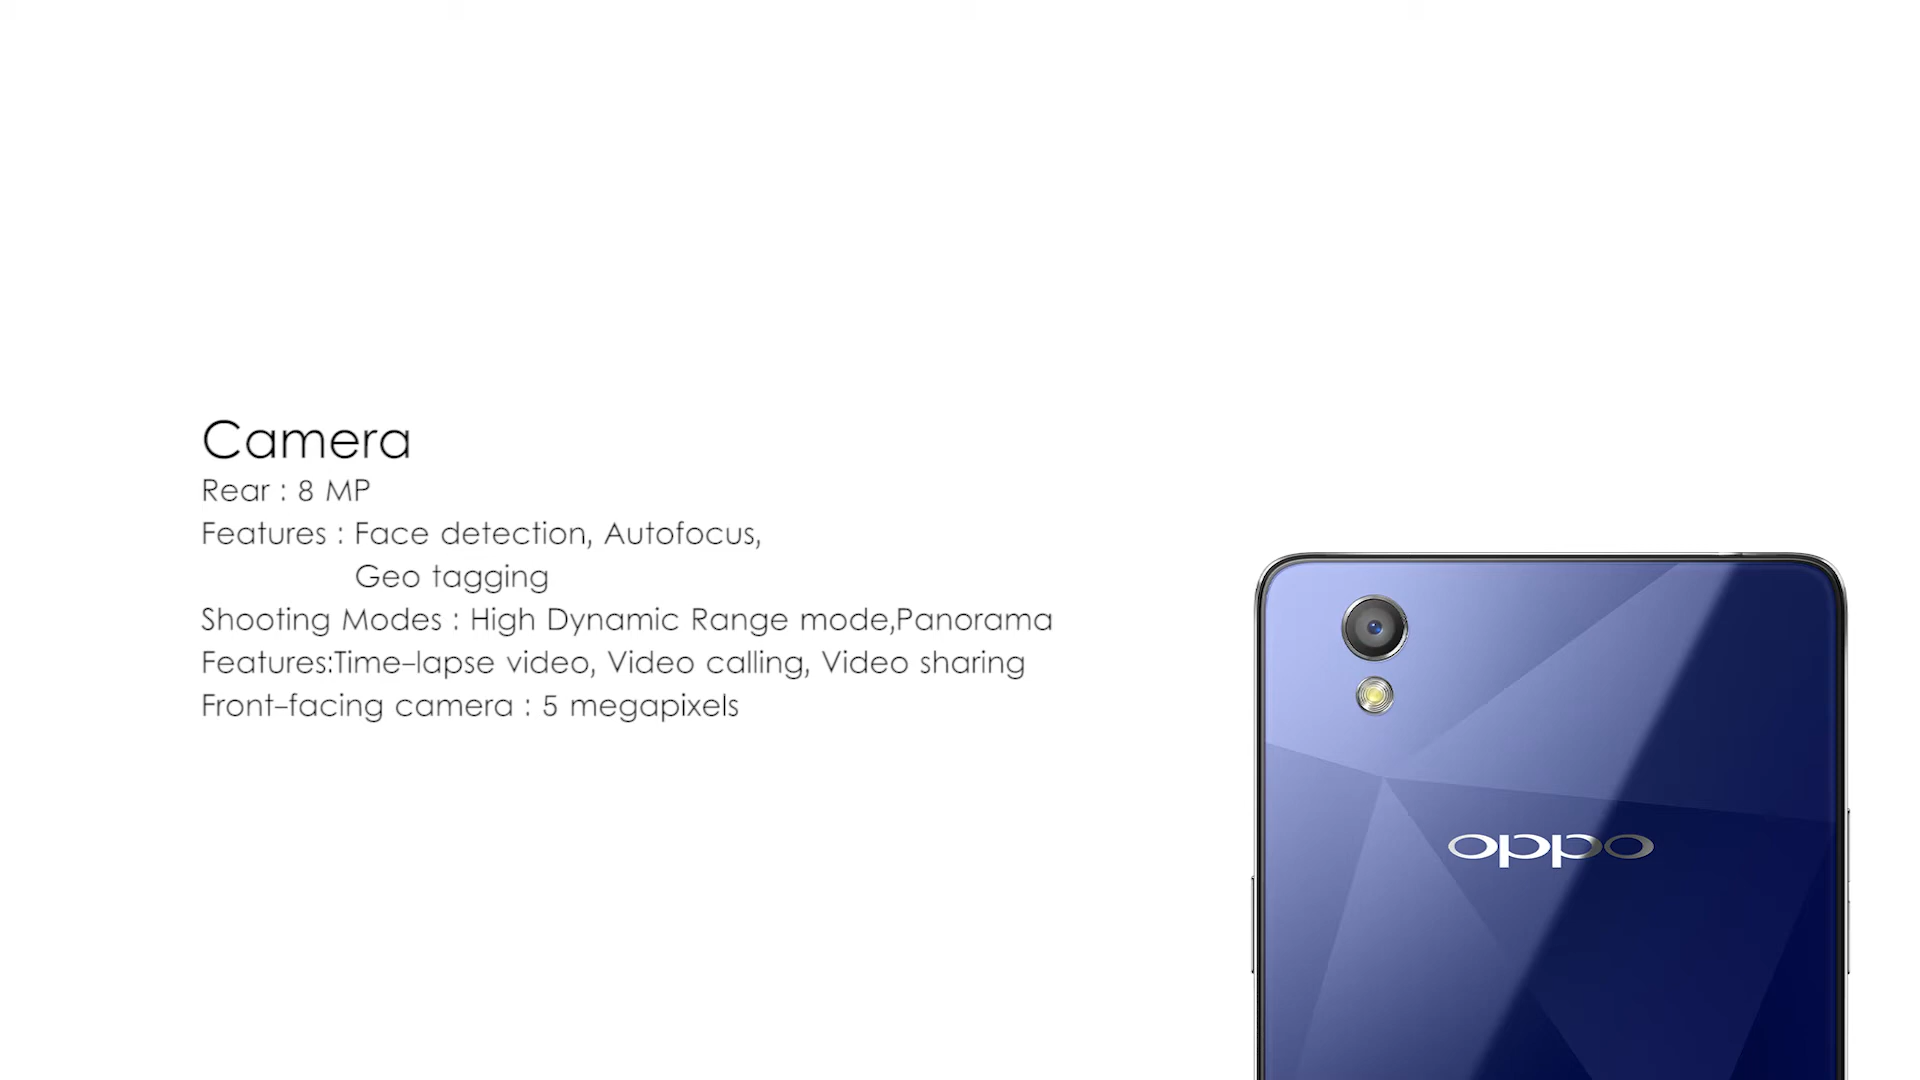 Camera
Rear : 8 MP
Features : Face detection, Autofocus,
Geo tagging
Shooting Modes : High Dynamic Range mode,Panorama
Features:Time-lapse video, Video calling, Video sharing
Front-facing camera : 5 megapixels
oppo